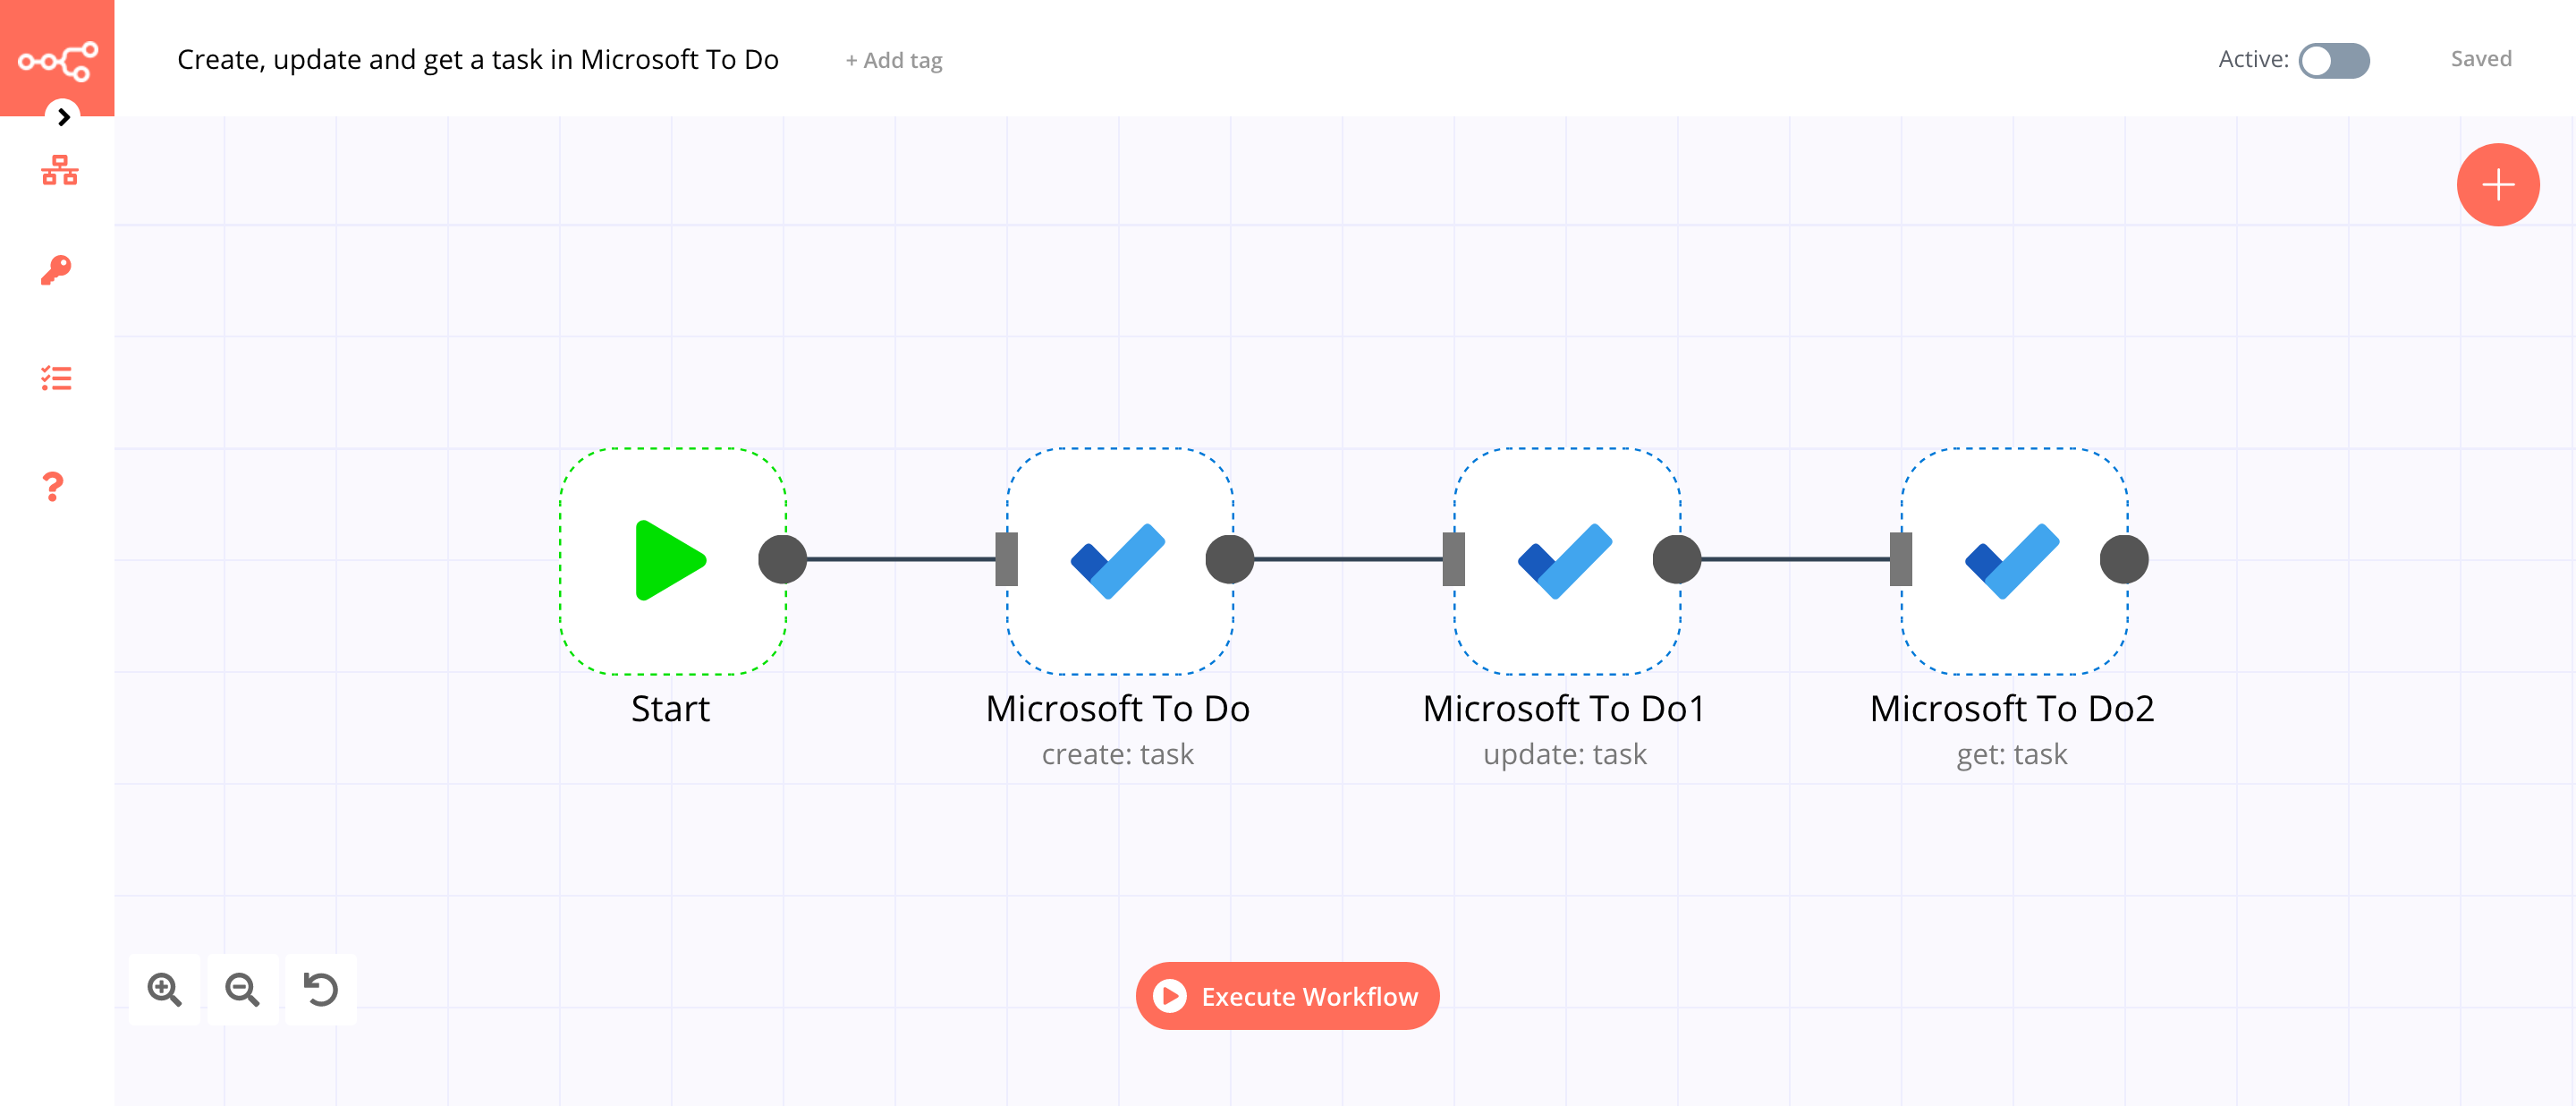 Create, update and get a task in Microsoft To Do
+ Add tag
Active:
Saved
Start
Microsoft To Do
create: task
Microsoft To Do1
update: task
Microsoft To Do2
get: task
Execute Workflow